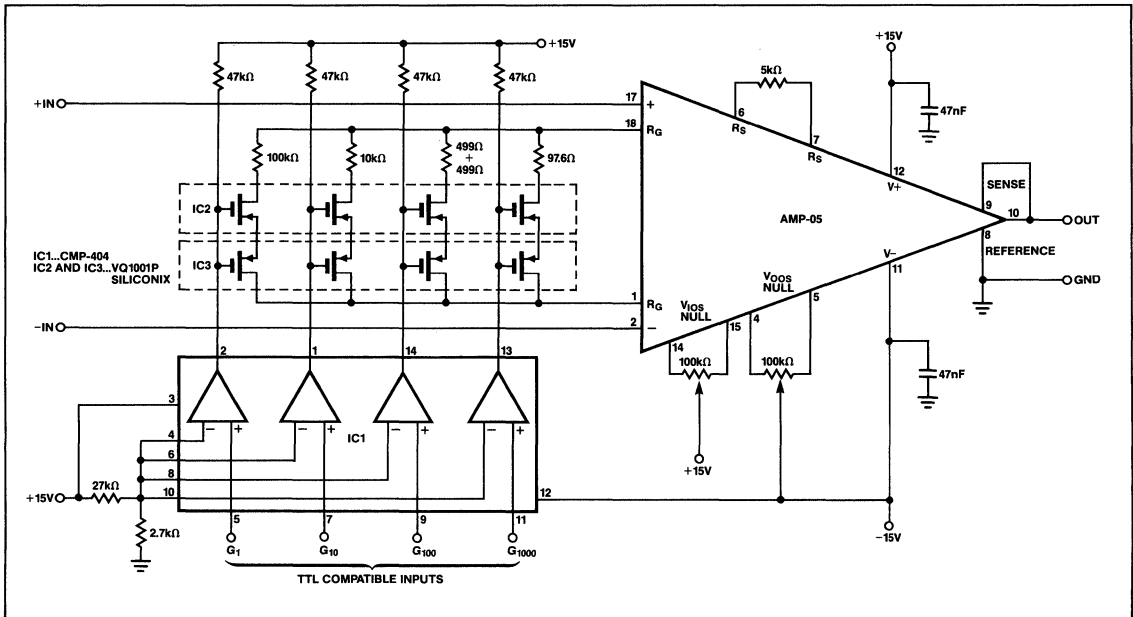 +15V
47kΩ 47kΩ 47kΩ 47kΩ
+IN
100kΩ 10kΩ 499Ω + 499Ω 97.6Ω
IC2
IC3
IC1...CMP-404
IC2 AND IC3...VQ1001P
SILICONIX
-IN
2 1 14 13
3
4
6
8
10
- + - + - + - +
IC1
12
+15V
27kΩ
2.7kΩ
5 7 9 11
G1 G10 G100 G1000
TTL COMPATIBLE INPUTS
17
+
18
RG
1
RG
2
-
5kΩ
6
RS
7
RS
+15V
47nF
12
V+
AMP-05
SENSE
9
10
OUT
8
REFERENCE
GND
V-
11
VOOS
NULL
5
4
VIOS
NULL
15
14
100kΩ 100kΩ
+15V
47nF
-15V